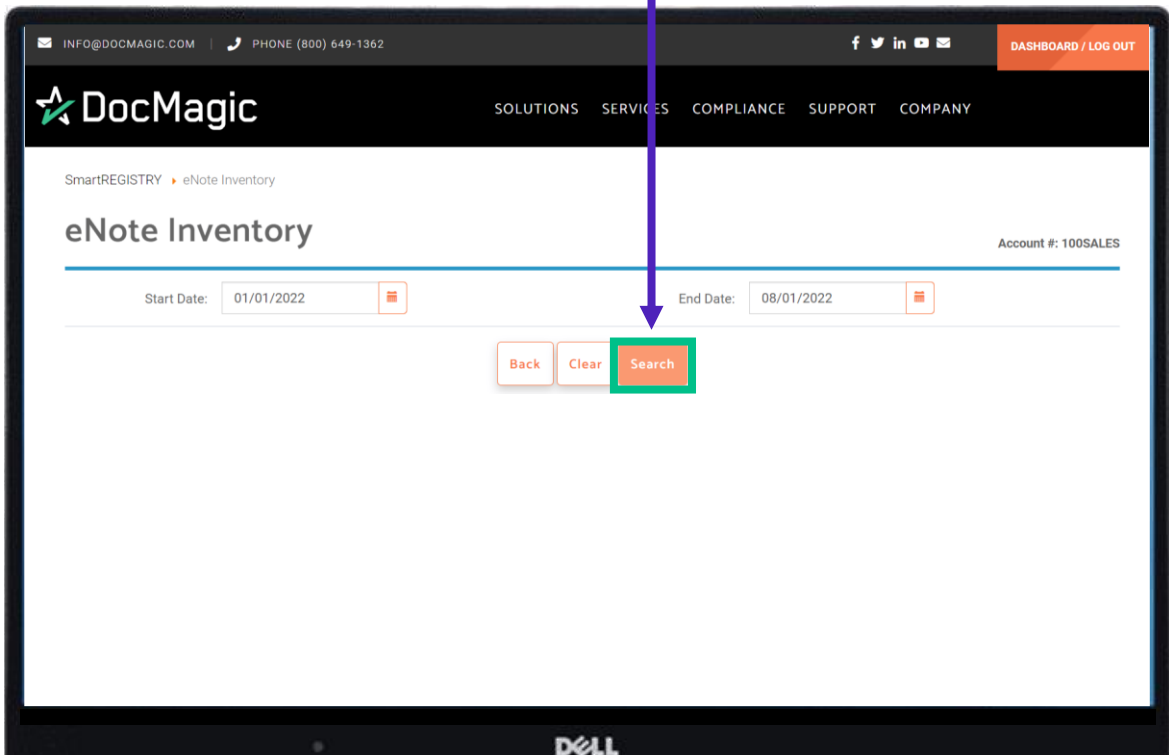 INFO@DOCMAGIC.COM | PHONE (800) 649-1362 DASHBOARD / LOG OUT
DocMagic SOLUTIONS SERVICES COMPLIANCE SUPPORT COMPANY
SmartREGISTRY eNote Inventory
eNote Inventory
Account #: 100SALES
Start Date: 01/01/2022 End Date: 08/01/2022
Back Clear Search
DELL